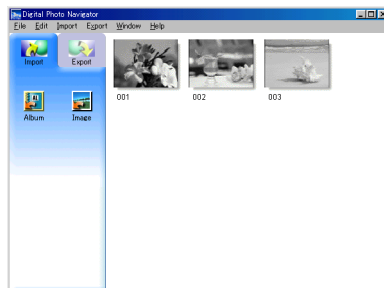 Digital Photo Navigator
File Edit Import Export Window Help
Import Export
001 002 003
Album Image